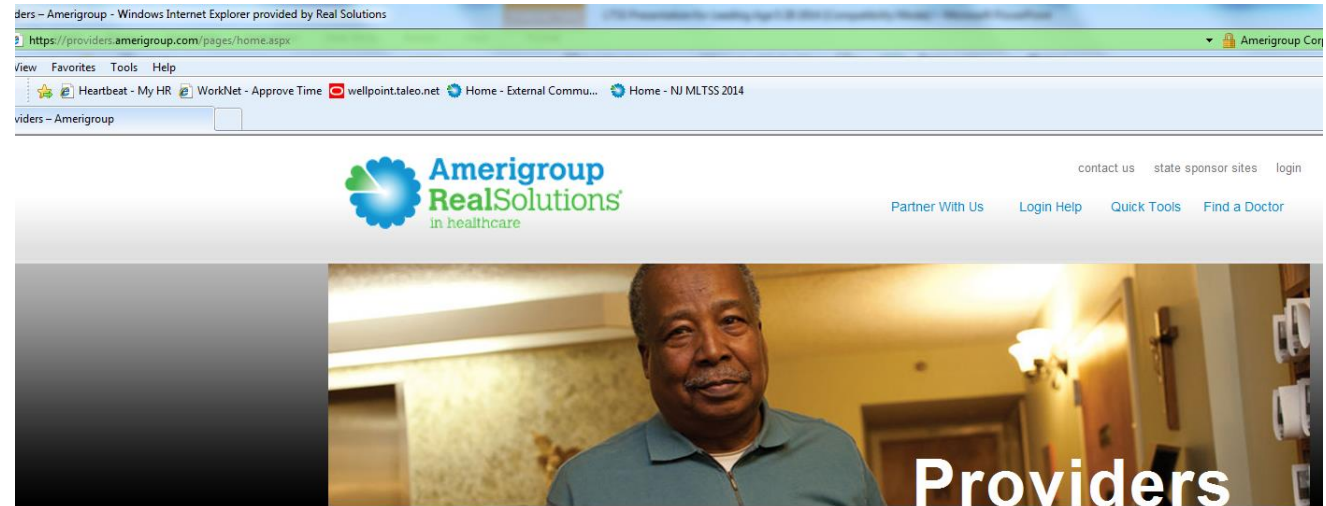 ders – Amerigroup - Windows Internet Explorer provided by Real Solutions
https://providers.amerigroup.com/pages/home.aspx
Amerigroup Corp
View Favorites Tools Help
Heartbeat - My HR WorkNet - Approve Time wellpoint.taleo.net Home - External Commu... Home - NJ MLTSS 2014
viders – Amerigroup
contact us state sponsor sites login
Amerigroup
RealSolutions
in healthcare
Partner With Us Login Help Quick Tools Find a Doctor
Providers